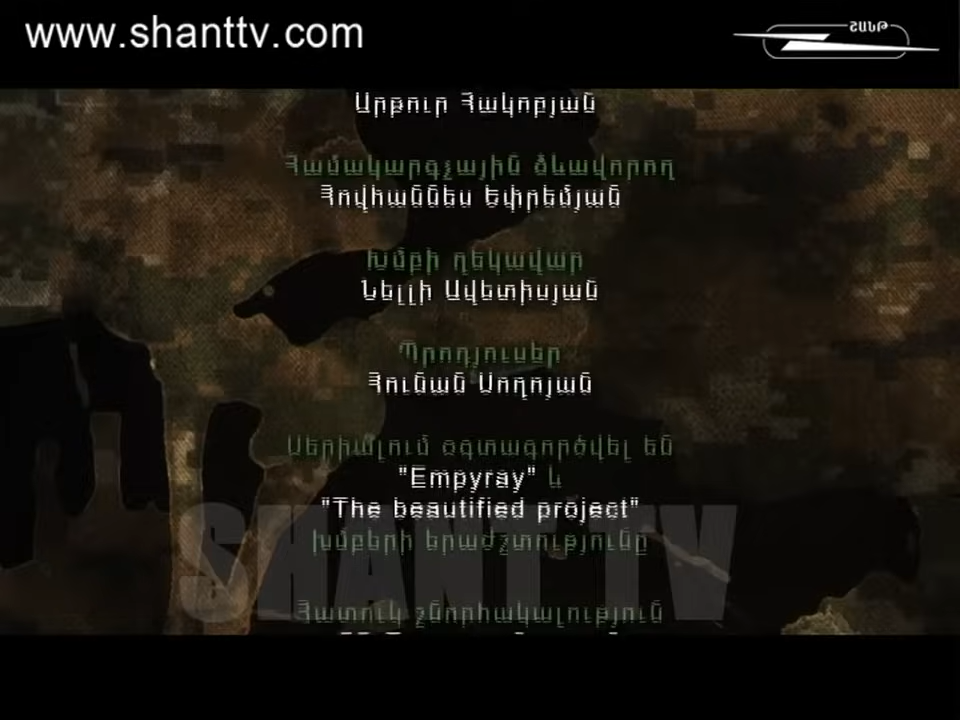 www.shanttv.com
ՇԱՆԹ
Արթուր Հակոբյան
Համակարգչային ձևավորող
Հովհաննես Եփրեմյան
Խմբի ղեկավար
Նելլի Ավետիսյան
Պրոդյուսեր
Հունան Սողոյան
Սերիալում օգտագործվել են
"Empyray" և
"The beautified project"
խմբերի երաժշտությունը
SHANT TV
Հատուկ շնորհակալություն